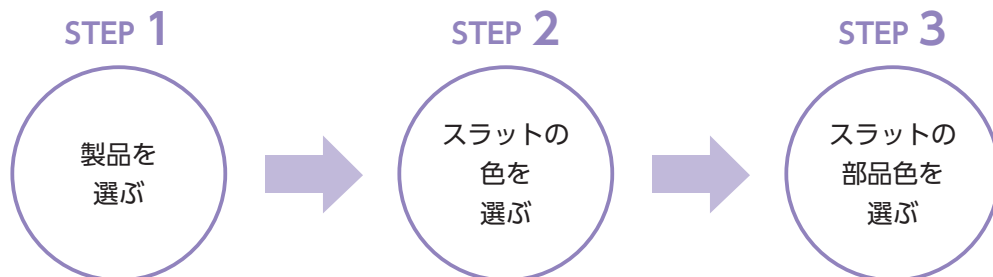 STEP 1
製品を
選ぶ
STEP 2
スラットの
色を
選ぶ
STEP 3
スラットの
部品色を
選ぶ